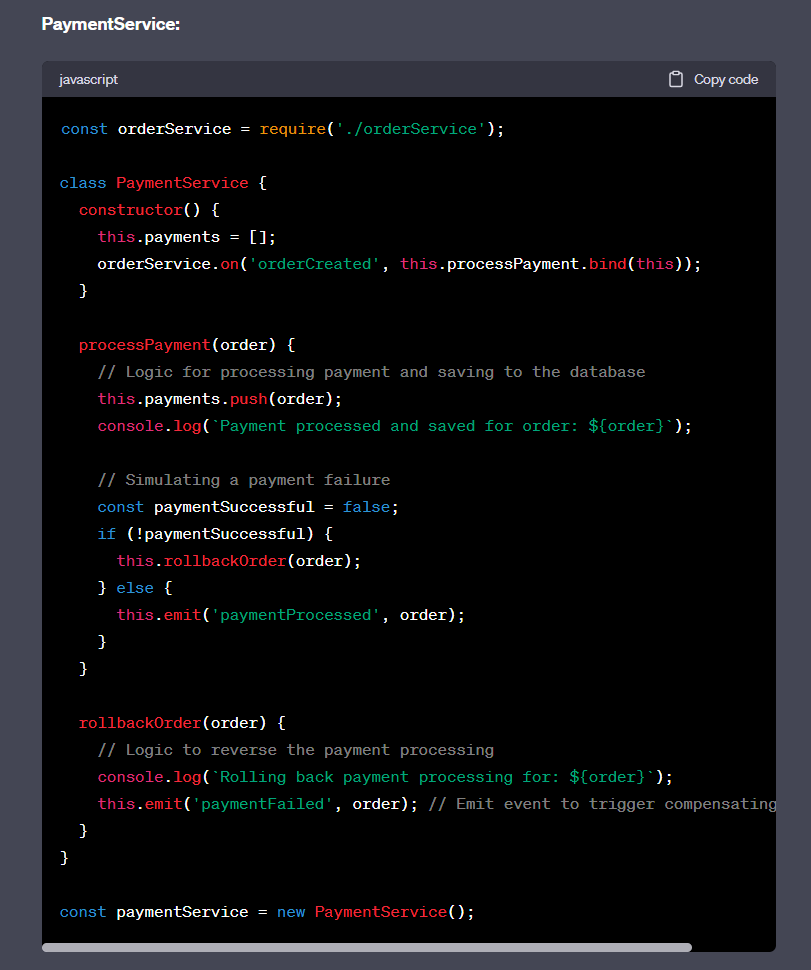 PaymentService:
javascript
Copy code
const orderService = require('./orderService');
class PaymentService {
  constructor() {
    this.payments = [];
    orderService.on('orderCreated', this.processPayment.bind(this));
  }
  processPayment(order) {
    // Logic for processing payment and saving to the database
    this.payments.push(order);
    console.log(`Payment processed and saved for order: ${order}`);
    // Simulating a payment failure
    const paymentSuccessful = false;
    if (!paymentSuccessful) {
      this.rollbackOrder(order);
    } else {
      this.emit('paymentProcessed', order);
    }
  }
  rollbackOrder(order) {
    // Logic to reverse the payment processing
    console.log(`Rolling back payment processing for: ${order}`);
    this.emit('paymentFailed', order); // Emit event to trigger compensating
  }
}
const paymentService = new PaymentService();